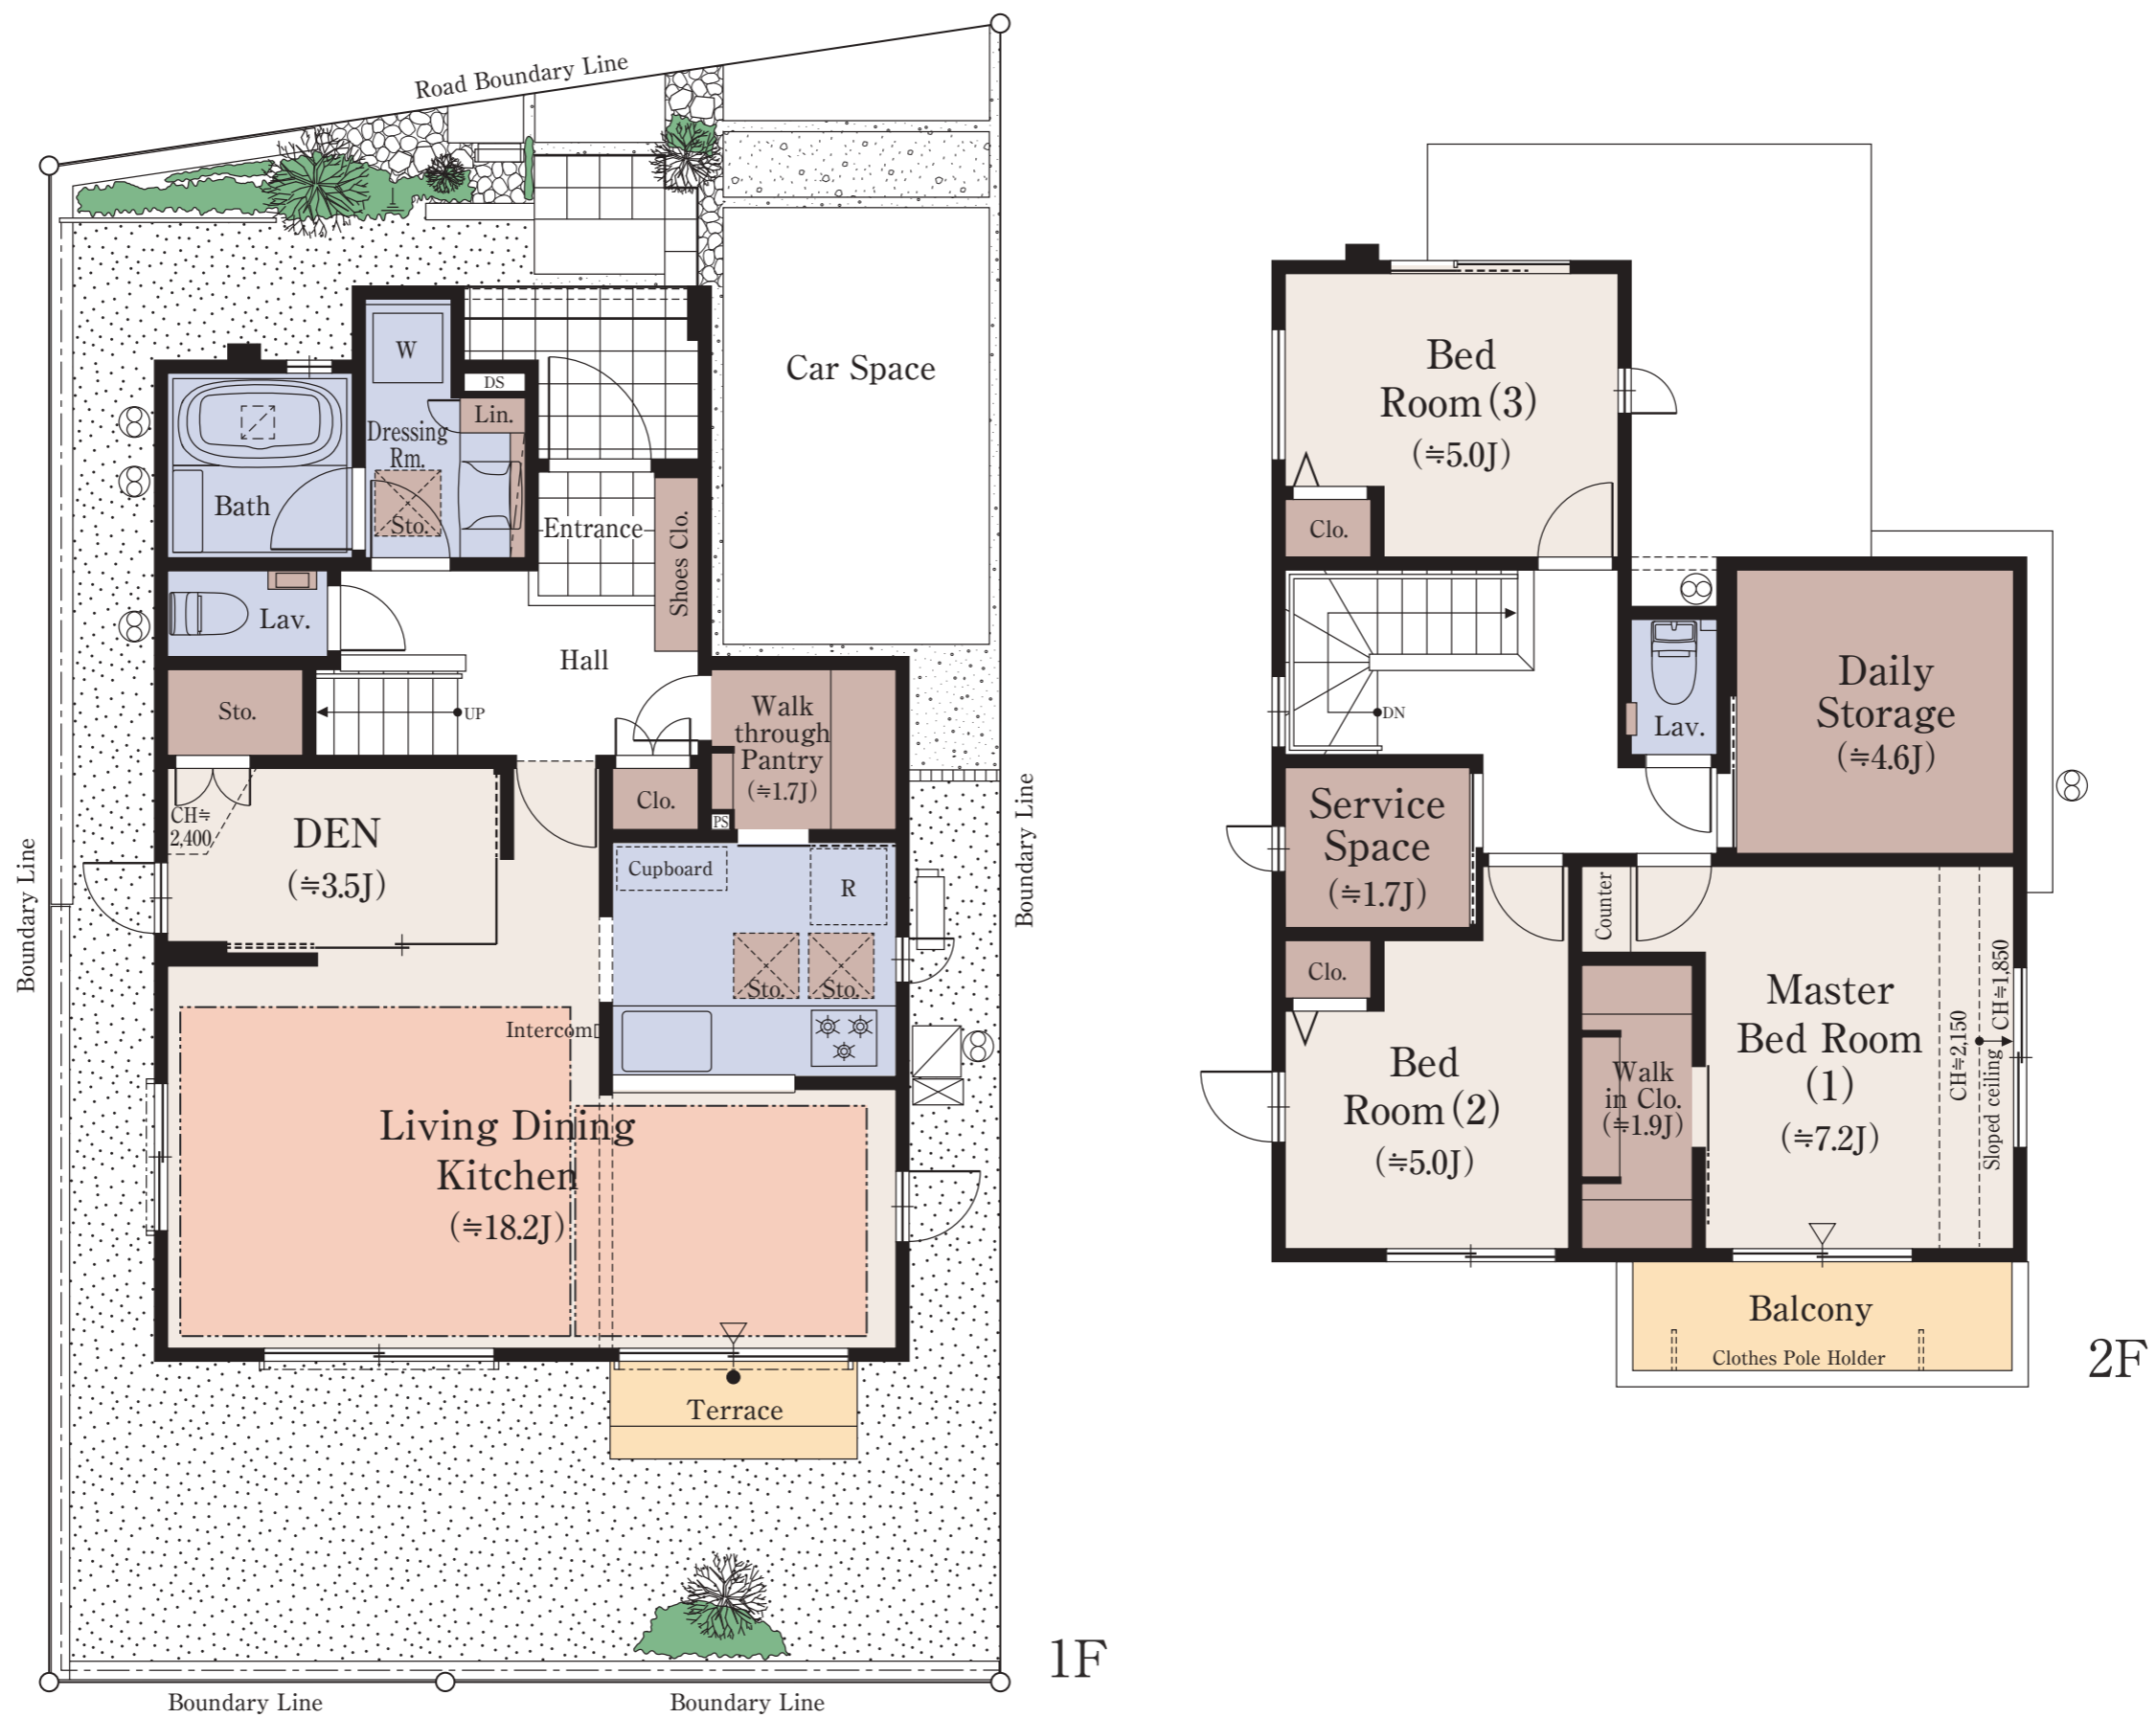 Road Boundary Line
W
DS
Lin.
Dressing
Rm.
Sto.
Bath
Entrance
Shoes Clo.
Car Space
Lav.
Hall
Sto.
UP
Walk
through
Pantry
(≒1.7J)
PS
Clo.
CH≒
2,400
DEN
(≒3.5J)
Cupboard
R
Sto.
Sto.
Intercom
Living Dining
Kitchen
(≒18.2J)
Terrace
Boundary Line
Boundary Line
Boundary Line
Boundary Line
1F
Bed
Room(3)
(≒5.0J)
Clo.
DN
Lav.
Daily
Storage
(≒4.6J)
Service
Space
(≒1.7J)
Clo.
Bed
Room(2)
(≒5.0J)
Counter
Walk
in Clo.
(≒1.9J)
Master
Bed Room
(1)
(≒7.2J)
CH≒2,150
Sloped ceiling
CH≒1,850
Balcony
Clothes Pole Holder
2F